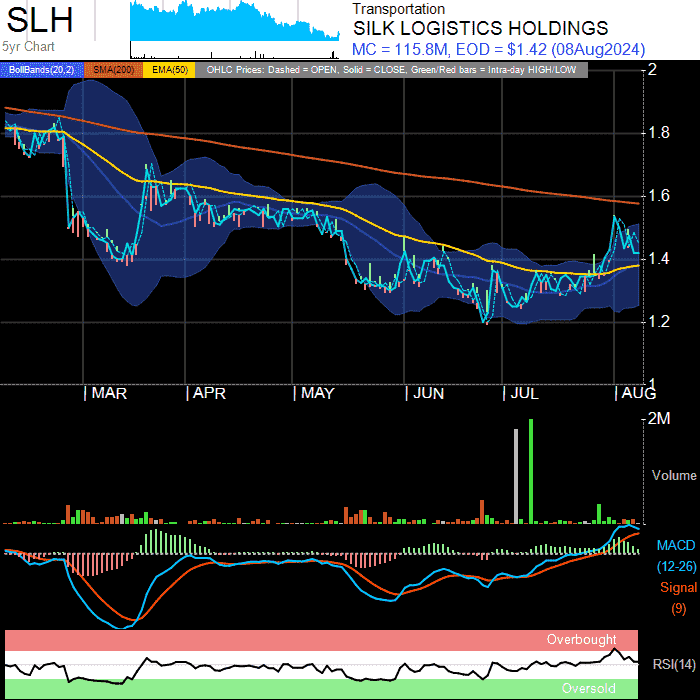 SLH
5yr Chart
Transportation
SILK LOGISTICS HOLDINGS
MC = 115.8M, EOD = $1.42 (08Aug2024)
BollBands(20,2) SMA(200) EMA(50) OHLC Prices: Dashed = OPEN, Solid = CLOSE, Green/Red bars = Intra-day HIGH/LOW
2
1.8
1.6
1.4
1.2
1
MAR APR MAY JUN JUL AUG
2M
Volume
MACD
(12-26)
Signal
(9)
Overbought
RSI(14)
Oversold